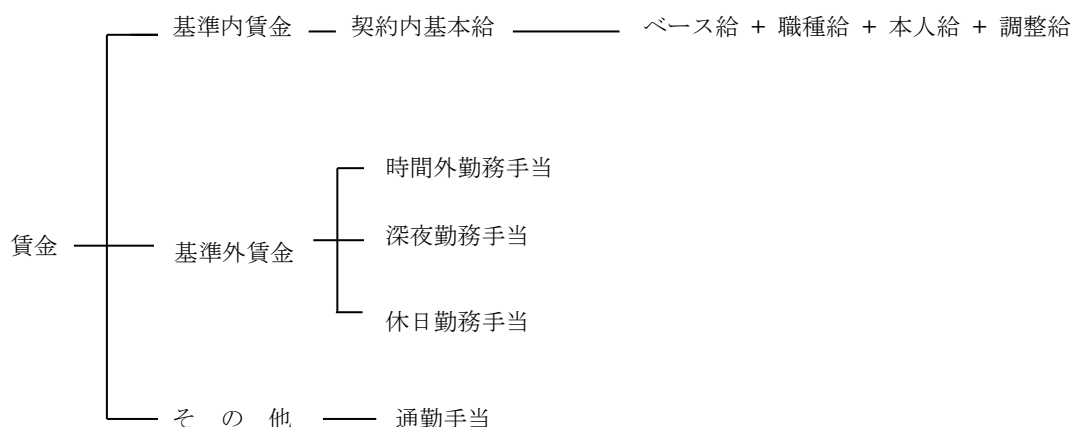 基準内賃金 契約内基本給 ベース給 + 職種給 + 本人給 + 調整給
時間外勤務手当
深夜勤務手当
賃金 基準外賃金
休日勤務手当
そ の 他 通勤手当